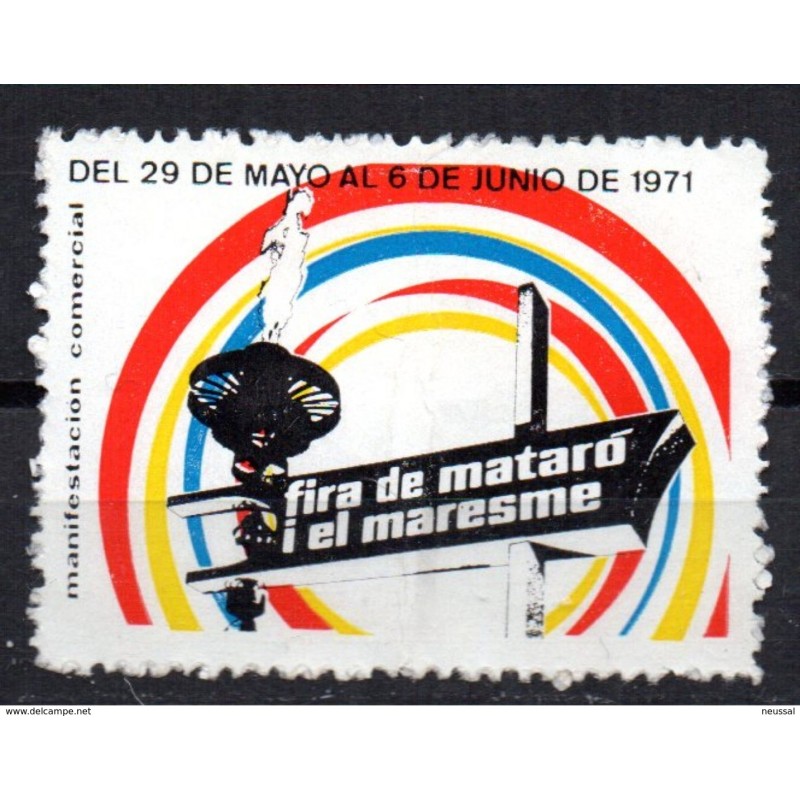 DEL 29 DE MAYO AL 6 DE JUNIO DE 1971
manifestación comercial
fira de mataró
i el maresme
www.delcampe.net
neussal